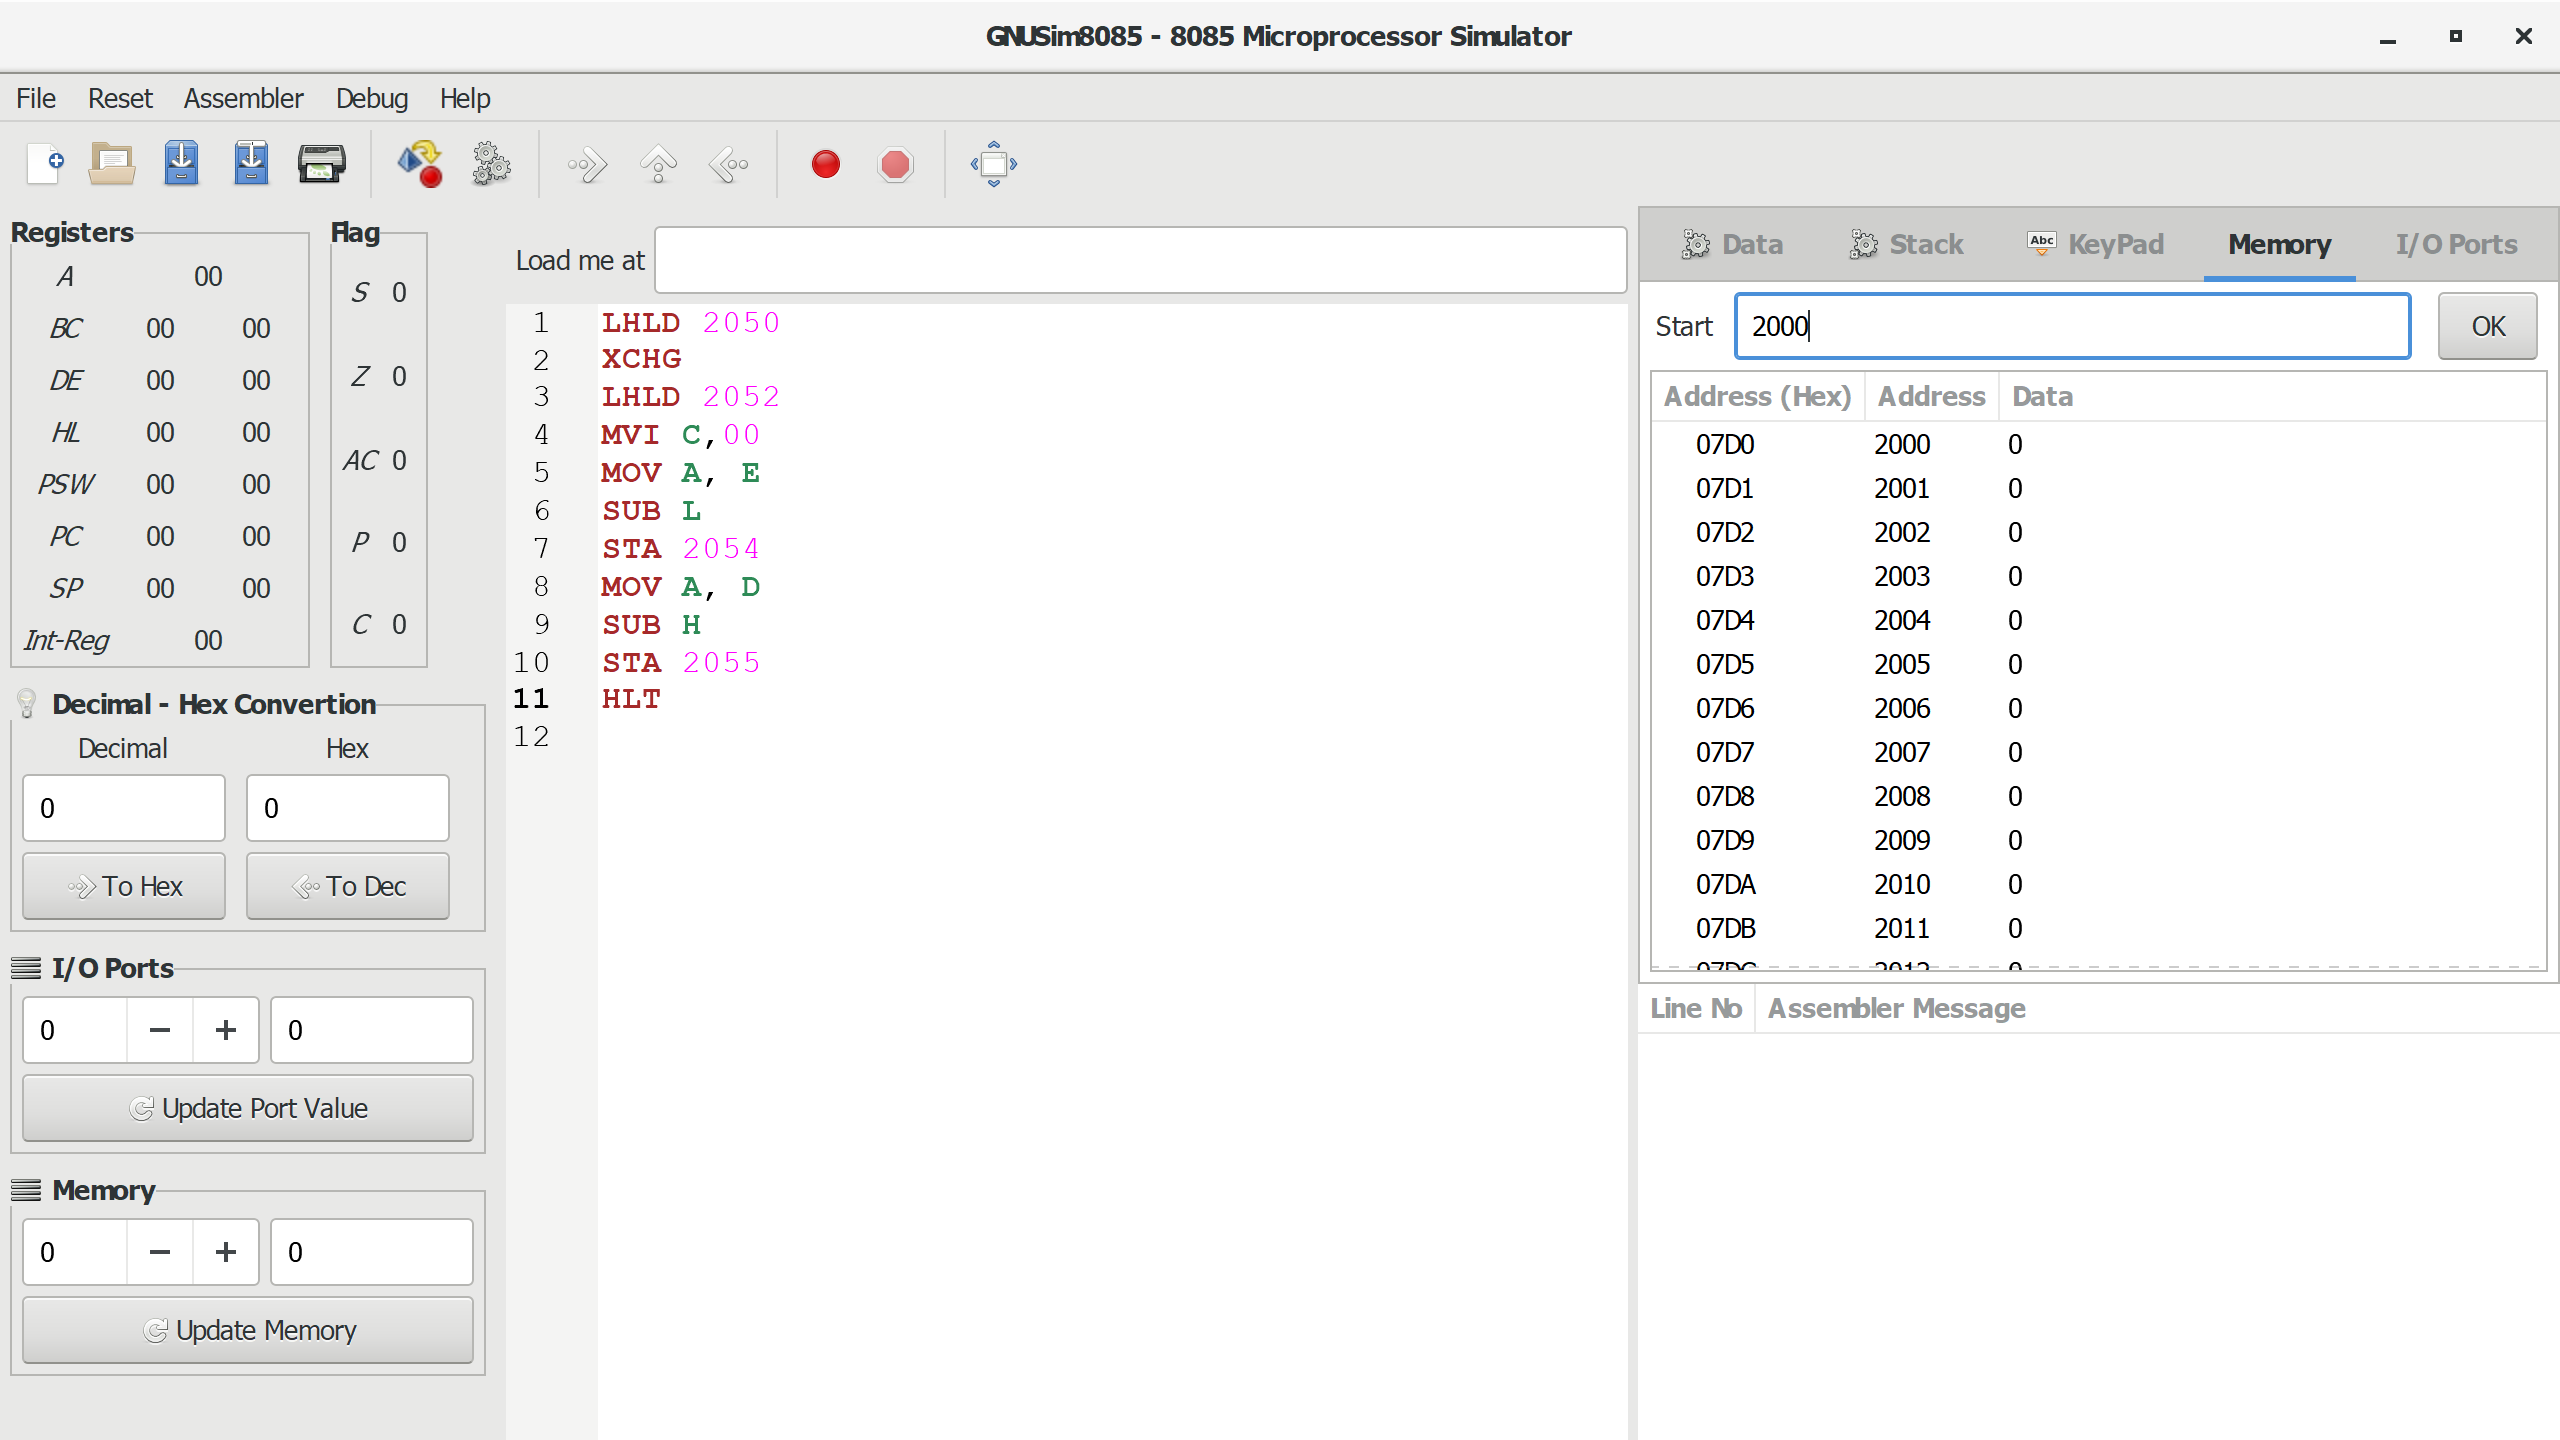 GNUSim8085 - 8085 Microprocessor Simulator
File Reset Assembler Debug Help
Registers
A 00
BC 00 00
DE 00 00
HL 00 00
PSW 00 00
PC 00 00
SP 00 00
Int-Reg 00
Flag
S 0
Z 0
AC 0
P 0
C 0
Decimal - Hex Convertion
Decimal Hex
0 0
To Hex To Dec
I/O Ports
0 − + 0
Update Port Value
Memory
0 − + 0
Update Memory
Load me at
1 LHLD 2050
2 XCHG
3 LHLD 2052
4 MVI C,00
5 MOV A, E
6 SUB L
7 STA 2054
8 MOV A, D
9 SUB H
10 STA 2055
11 HLT
12
Data Stack Abc KeyPad Memory I/O Ports
Start 2000 OK
Address (Hex) Address Data
07D0 2000 0
07D1 2001 0
07D2 2002 0
07D3 2003 0
07D4 2004 0
07D5 2005 0
07D6 2006 0
07D7 2007 0
07D8 2008 0
07D9 2009 0
07DA 2010 0
07DB 2011 0
07DC 2012 0
Line No Assembler Message